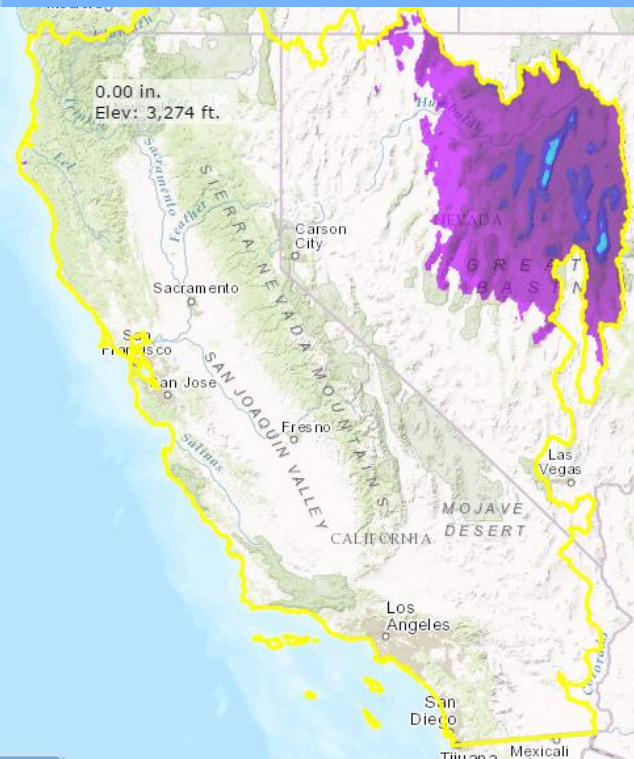 0.00 in.
Elev: 3,274 ft.
Humboldt
Eel
Sacramento
Feather
SIERRA NEVADA MOUNTAINS
Carson
City
NEVADA
GREAT
BASIN
Sacramento
San
Francisco
San Jose
SAN JOAQUIN VALLEY
Fresno
Salinas
Las
Vegas
MOJAVE
DESERT
CALIFORNIA
Los
Angeles
Colorado
San
Diego
Tijuana
Mexicali